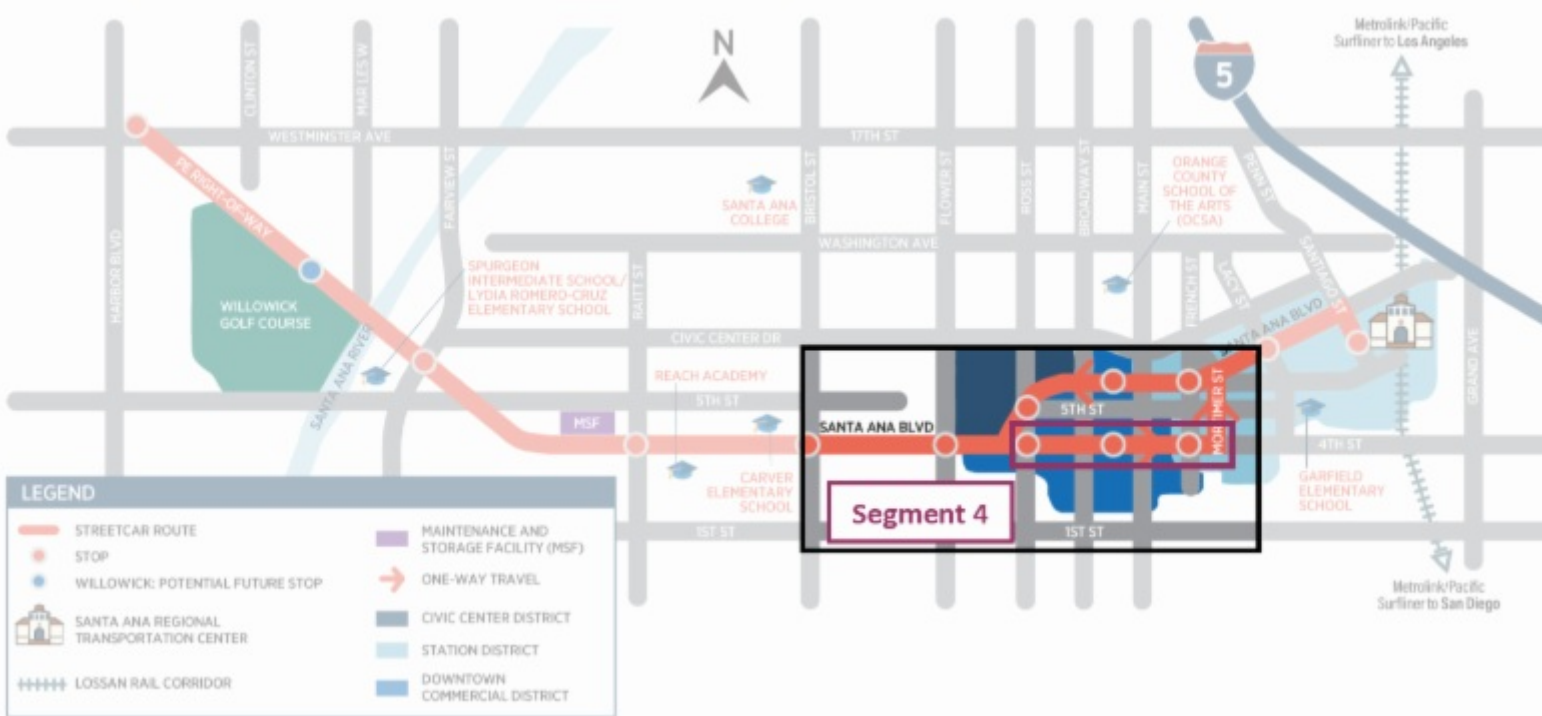 Metrolink/Pacific
Surfliner to Los Angeles
N
5
CLINTON ST
MAR LES W
WESTMINSTER AVE
17TH ST
PE RIGHT-OF-WAY
FAIRVIEW ST
HARBOR BLVD
BRISTOL ST
FLOWER ST
ROSS ST
BROADWAY ST
MAIN ST
PENN ST
ORANGE
COUNTY
SCHOOL OF
THE ARTS
(OCSA)
SANTA ANA
COLLEGE
WASHINGTON AVE
SANTIAGO ST
FRENCH ST
LACY ST
RAITT ST
SPURGEON
INTERMEDIATE SCHOOL/
LYDIA ROMERO-CRUZ
ELEMENTARY SCHOOL
WILLOWICK
GOLF COURSE
SANTA ANA RIVER
CIVIC CENTER DR
SANTA ANA BLVD
GRAND AVE
REACH ACADEMY
5TH ST
5TH ST
MORTIMER ST
MSF
SANTA ANA BLVD
4TH ST
CARVER
ELEMENTARY
SCHOOL
GARFIELD
ELEMENTARY
SCHOOL
Segment 4
1ST ST
1ST ST
Metrolink/Pacific
Surfliner to San Diego
LEGEND
STREETCAR ROUTE
STOP
WILLOWICK: POTENTIAL FUTURE STOP
SANTA ANA REGIONAL
TRANSPORTATION CENTER
LOSSAN RAIL CORRIDOR
MAINTENANCE AND
STORAGE FACILITY (MSF)
ONE-WAY TRAVEL
CIVIC CENTER DISTRICT
STATION DISTRICT
DOWNTOWN
COMMERCIAL DISTRICT